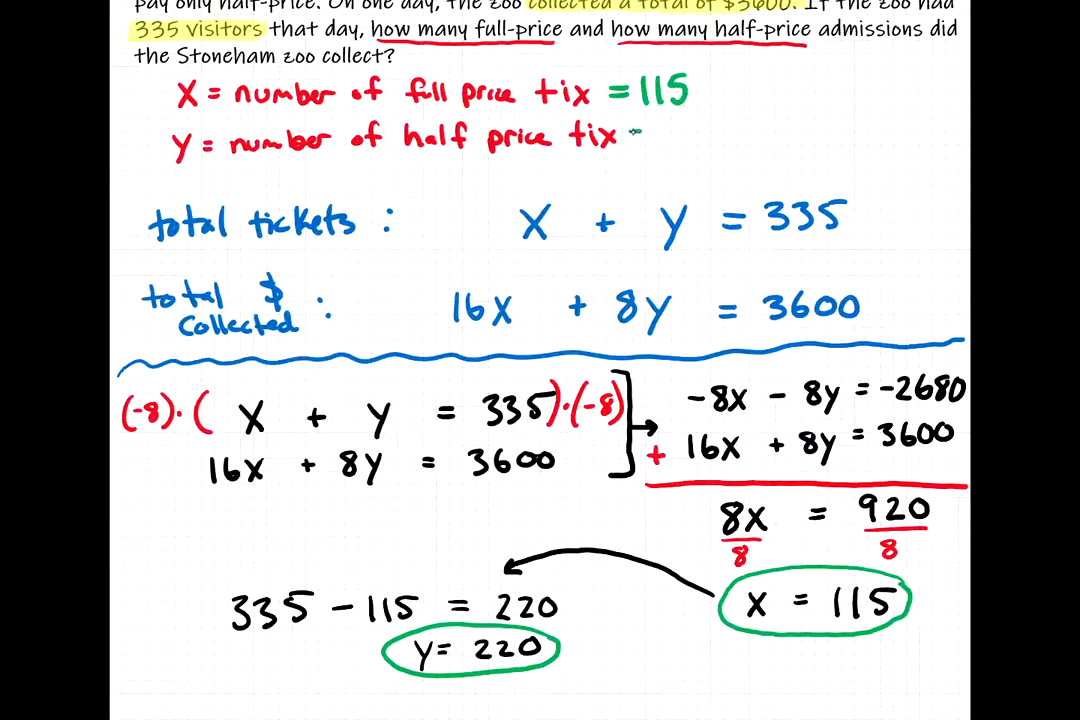 pay only half-price. On one day, the zoo collected a total of $3600. If the zoo had
335 visitors that day, how many full-price and how many half-price admissions did
the Stoneham zoo collect?
X = number of full price tix = 115
Y = number of half price tix
total tickets : X + Y = 335
total $ collected : 16X + 8Y = 3600
(-8)·( X + Y = 335)·(-8)
16X + 8Y = 3600
-8X - 8Y = -2680
+ 16X + 8Y = 3600
8X = 920
8 8
X = 115
335 - 115 = 220
y = 220